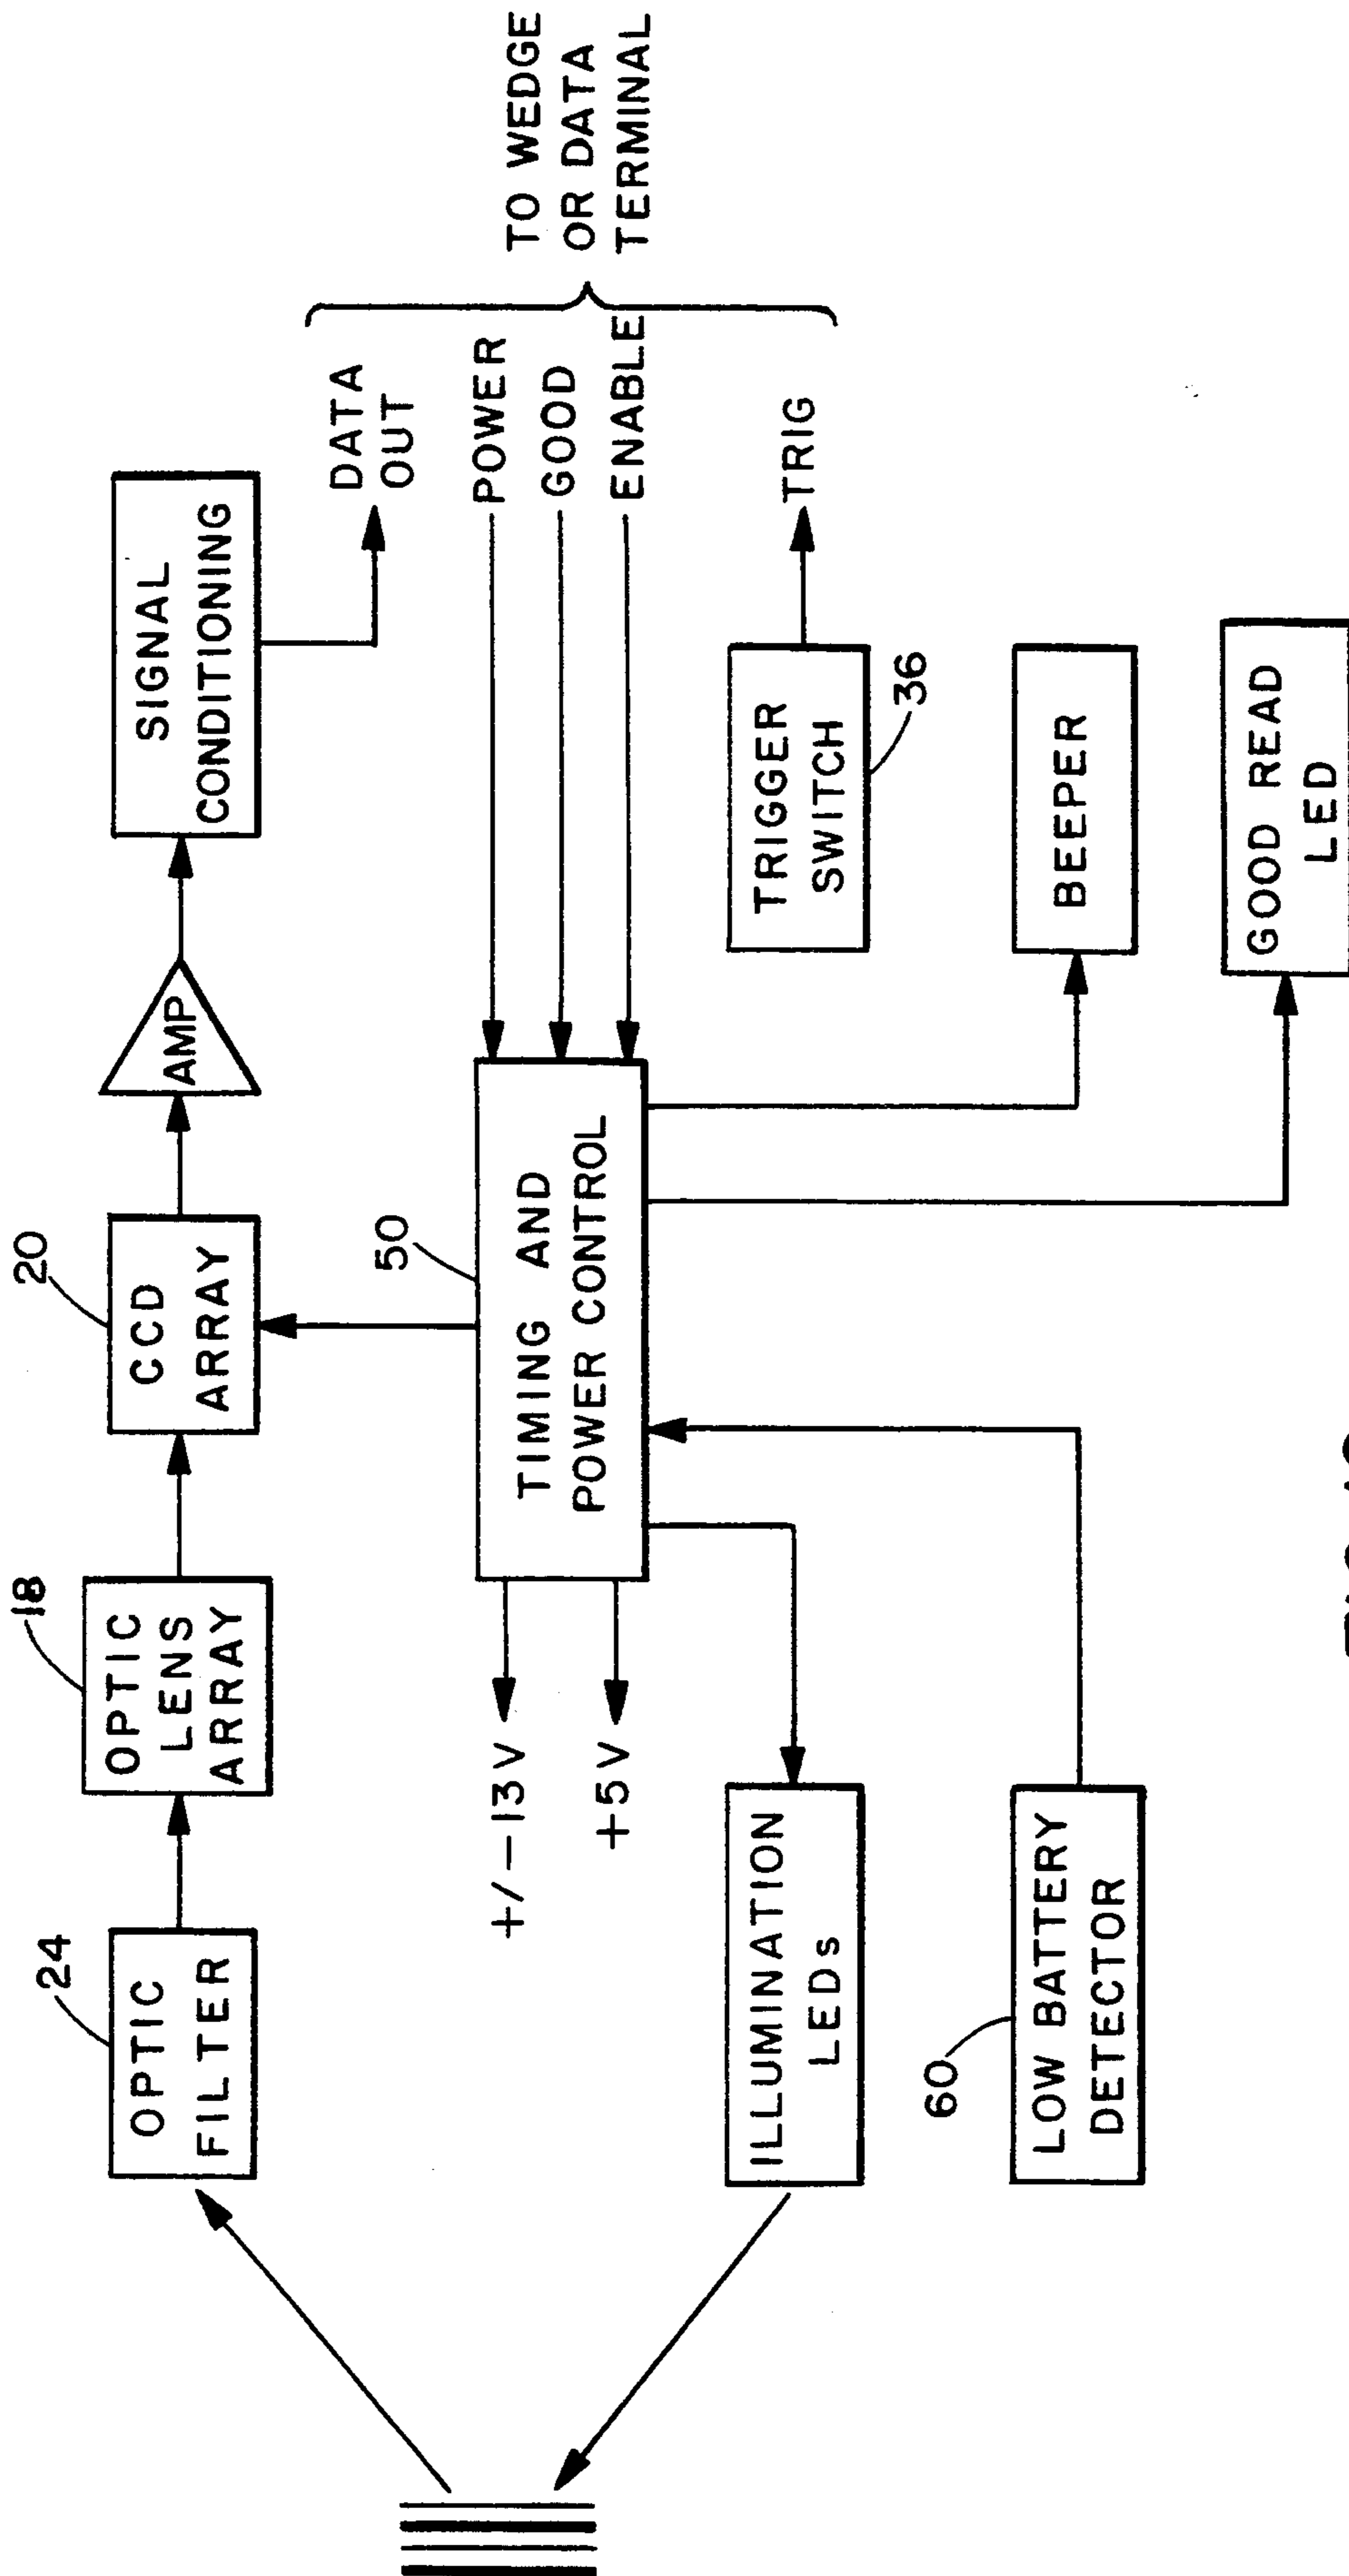 24
OPTIC
FILTER
18
OPTIC
LENS
ARRAY
20
CCD
ARRAY
AMP
SIGNAL
CONDITIONING
DATA
OUT
50
TIMING AND
POWER CONTROL
+/-13V
+5V
POWER
GOOD
ENABLE
TO WEDGE
OR DATA
TERMINAL
TRIGGER
SWITCH
36
TRIG
ILLUMINATION
LEDs
60
LOW BATTERY
DETECTOR
BEEPER
GOOD READ
LED